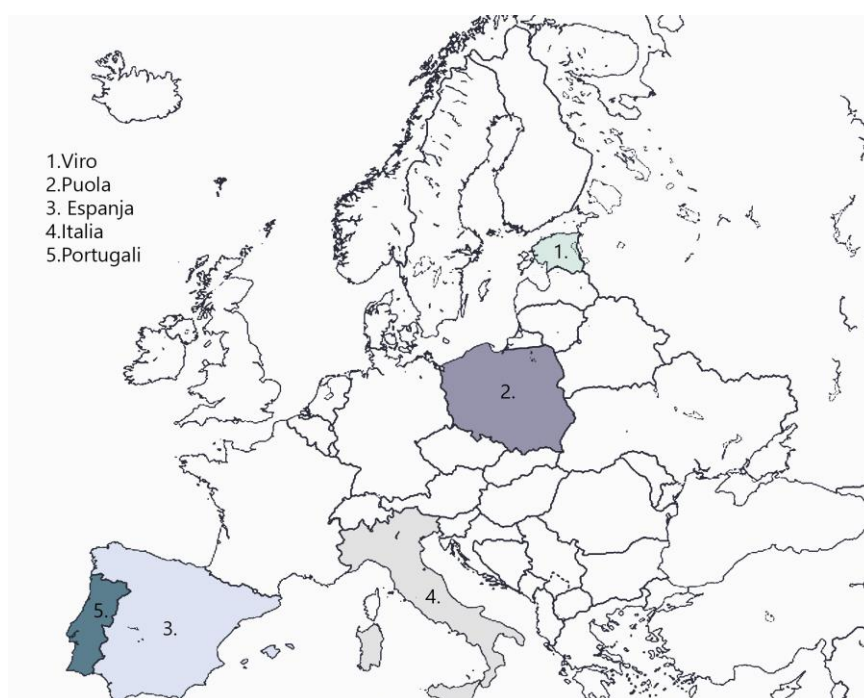 1.Viro
2.Puola
3. Espanja
4.Italia
5.Portugali
1.
2.
4.
5.
3.